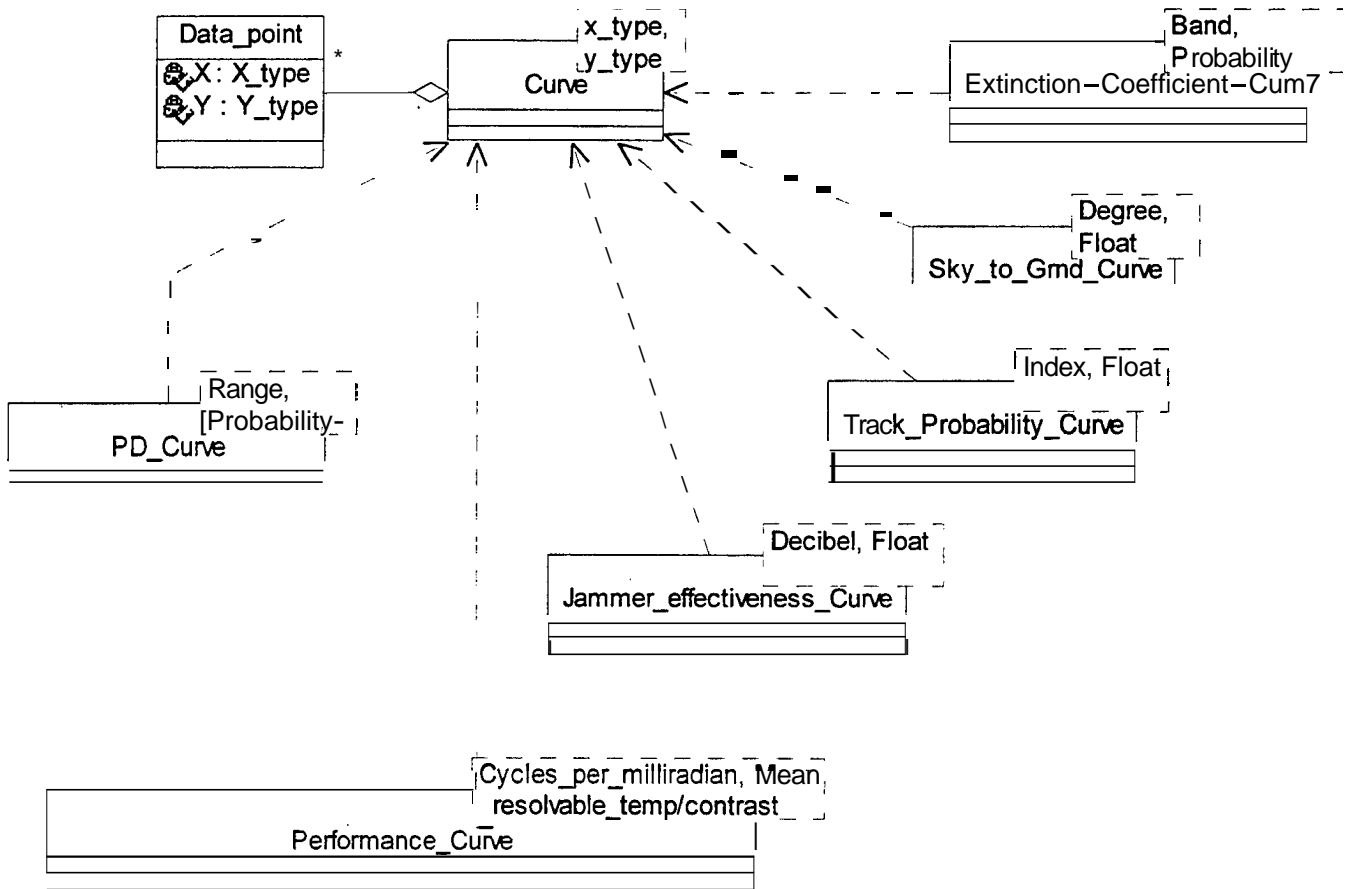 Data_point
X : X_type
Y : Y_type
*
x_type,
y_type
Curve
Band,
Probability
Extinction-Coefficient-Cum7
Degree,
Float
Sky_to_Grnd_Curve
Index, Float
Track_Probability_Curve
Range,
[Probability-
PD_Curve
Decibel, Float
Jammer_effectiveness_Curve
Cycles_per_milliradian, Mean
resolvable_temp/contrast
Performance_Curve